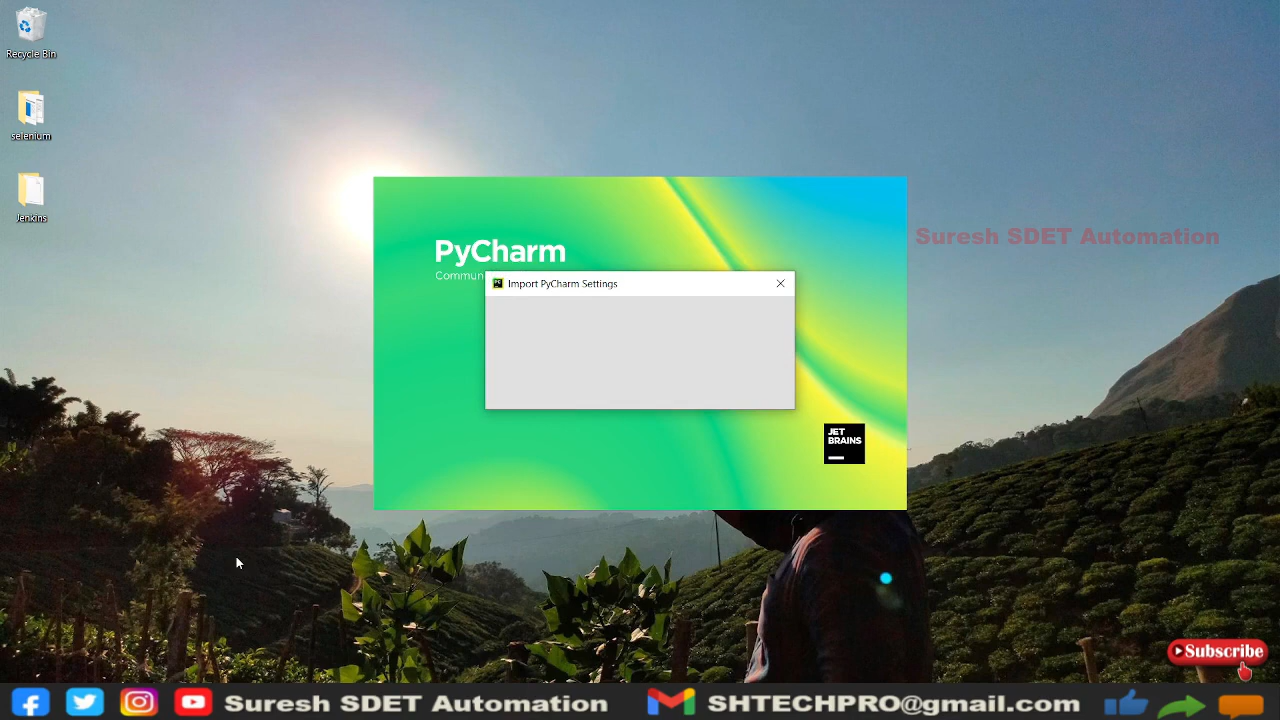 Recycle Bin
selenium
Jenkins
Suresh SDET Automation
PyCharm
Commun
PC
Import PyCharm Settings
JET
BRAINS
Subscribe
Suresh SDET Automation
SHTECHPRO@gmail.com